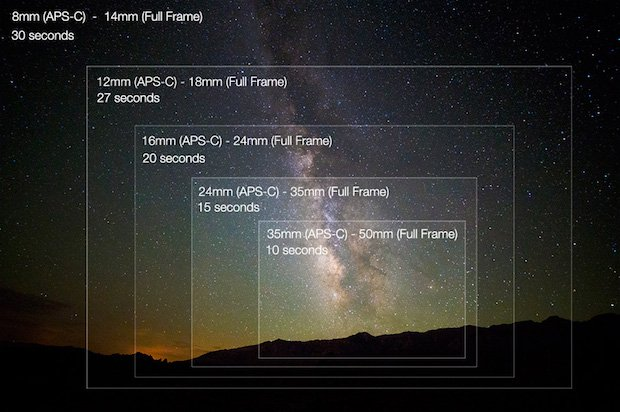 8mm (APS-C) - 14mm (Full Frame)
30 seconds
12mm (APS-C) - 18mm (Full Frame)
27 seconds
16mm (APS-C) - 24mm (Full Frame)
20 seconds
24mm (APS-C) - 35mm (Full Frame)
15 seconds
35mm (APS-C) - 50mm (Full Frame)
10 seconds